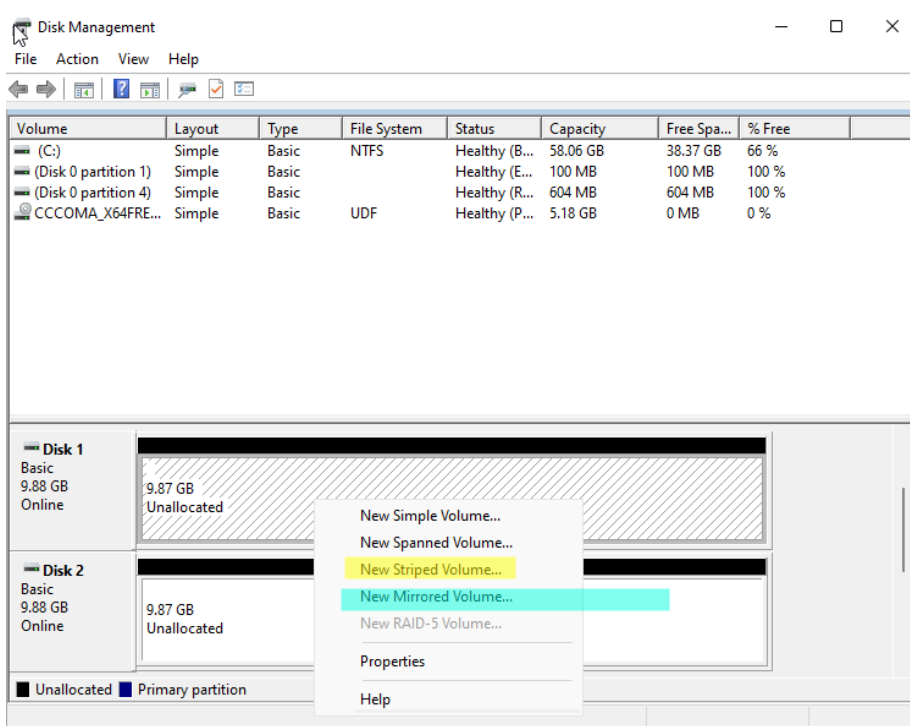 Disk Management
File Action View Help
Volume Layout Type File System Status Capacity Free Spa... % Free
(C:) Simple Basic NTFS Healthy (B... 58.06 GB 38.37 GB 66 %
(Disk 0 partition 1) Simple Basic Healthy (E... 100 MB 100 MB 100 %
(Disk 0 partition 4) Simple Basic Healthy (R... 604 MB 604 MB 100 %
CCCOMA_X64FRE... Simple Basic UDF Healthy (P... 5.18 GB 0 MB 0 %
Disk 1
Basic
9.88 GB
Online
9.87 GB
Unallocated
New Simple Volume...
New Spanned Volume...
New Striped Volume...
New Mirrored Volume...
New RAID-5 Volume...
Properties
Help
Disk 2
Basic
9.88 GB
Online
9.87 GB
Unallocated
Unallocated Primary partition